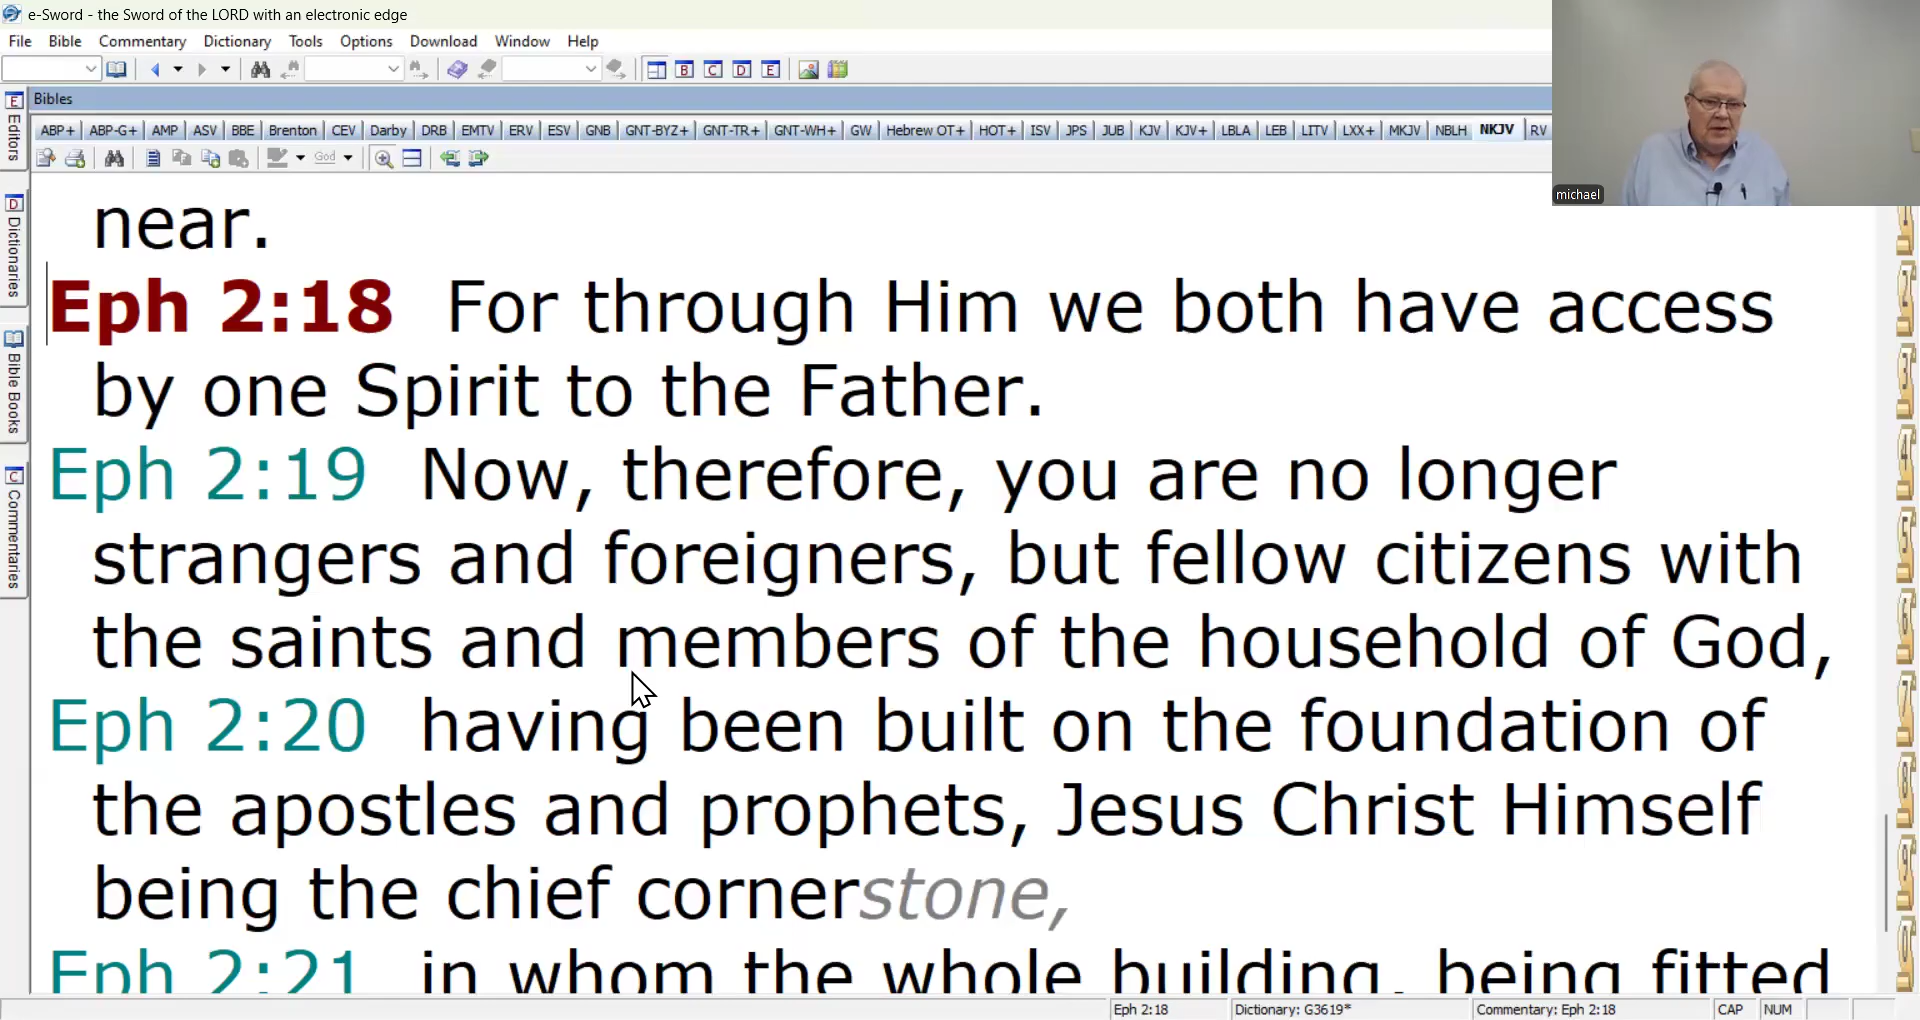 e-Sword - the Sword of the LORD with an electronic edge
File Bible Commentary Dictionary Tools Options Download Window Help
B C D E
E Editors
D Dictionaries
Bible Books
C Commentaries
Bibles
ABP+ ABP-G+ AMP ASV BBE Brenton CEV Darby DRB EMTV ERV ESV GNB GNT-BYZ+ GNT-TR+ GNT-WH+ GW Hebrew OT+ HOT+ ISV JPS JUB KJV KJV+ LBLA LEB LITV LXX+ MKJV NBLH NKJV RV
God
michael
near.
Eph 2:18 For through Him we both have access
by one Spirit to the Father.
Eph 2:19 Now, therefore, you are no longer
strangers and foreigners, but fellow citizens with
the saints and members of the household of God,
Eph 2:20 having been built on the foundation of
the apostles and prophets, Jesus Christ Himself
being the chief cornerstone,
Eph 2:21 in whom the whole building, being fitted
Eph 2:18 Dictionary: G3619* Commentary: Eph 2:18 CAP NUM